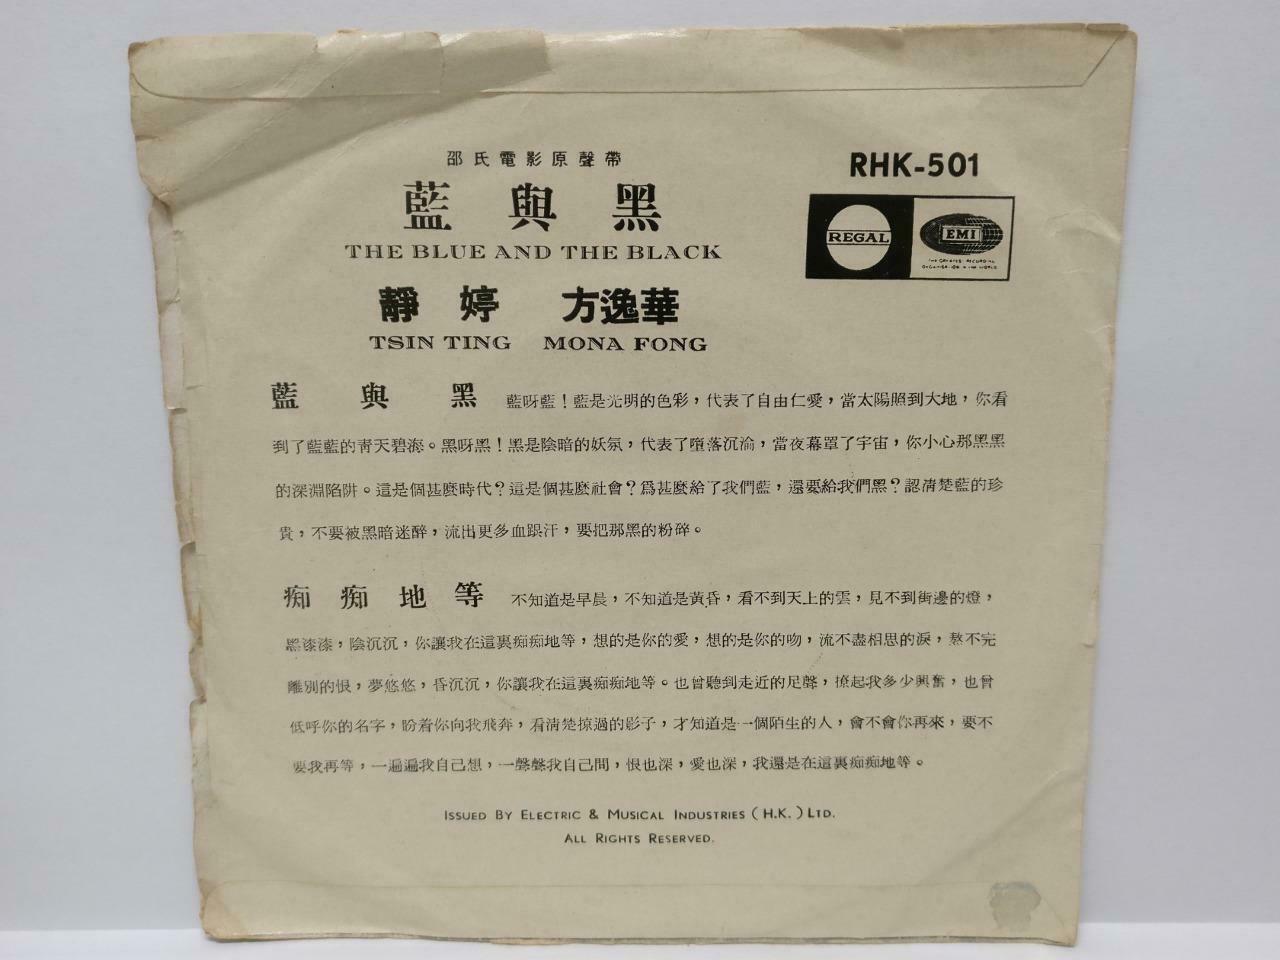 邵氏電影原聲帶
藍與黑
THE BLUE AND THE BLACK
靜婷 方逸華
TSIN TING MONA FONG
RHK-501
REGAL
EMI
THE GREATEST RECORDING
ORGANISATION IN THE WORLD
藍與黑 藍呀藍！藍是光明的色彩，代表了自由仁愛，當太陽照到大地，你看
到了藍藍的青天碧海。黑呀黑！黑是陰暗的妖氛，代表了墮落沉淪，當夜幕罩了宇宙，你小心那黑黑
的深淵陷阱。這是個甚麼時代？這是個甚麼社會？爲甚麼給了我們藍，還要給我們黑？認清楚藍的珍
貴，不要被黑暗迷醉，流出更多血跟汗，要把那黑的粉碎。
痴痴地等 不知道是早晨，不知道是黃昏，看不到天上的雲，見不到街邊的燈，
黑漆漆，陰沉沉，你讓我在這裏痴痴地等，想的是你的愛，想的是你的吻，流不盡相思的淚，熬不完
離別的恨，夢悠悠，昏沉沉，你讓我在這裏痴痴地等。也曾聽到走近的足聲，撩起我多少興奮，也曾
低呼你的名字，盼着你向我飛奔，看清楚掠過的影子，才知道是一個陌生的人，會不會你再來，要不
要我再等，一遍遍我自己想，一聲聲我自己問，恨也深，愛也深，我還是在這裏痴痴地等。
ISSUED BY ELECTRIC & MUSICAL INDUSTRIES (H.K.) LTD.
ALL RIGHTS RESERVED.